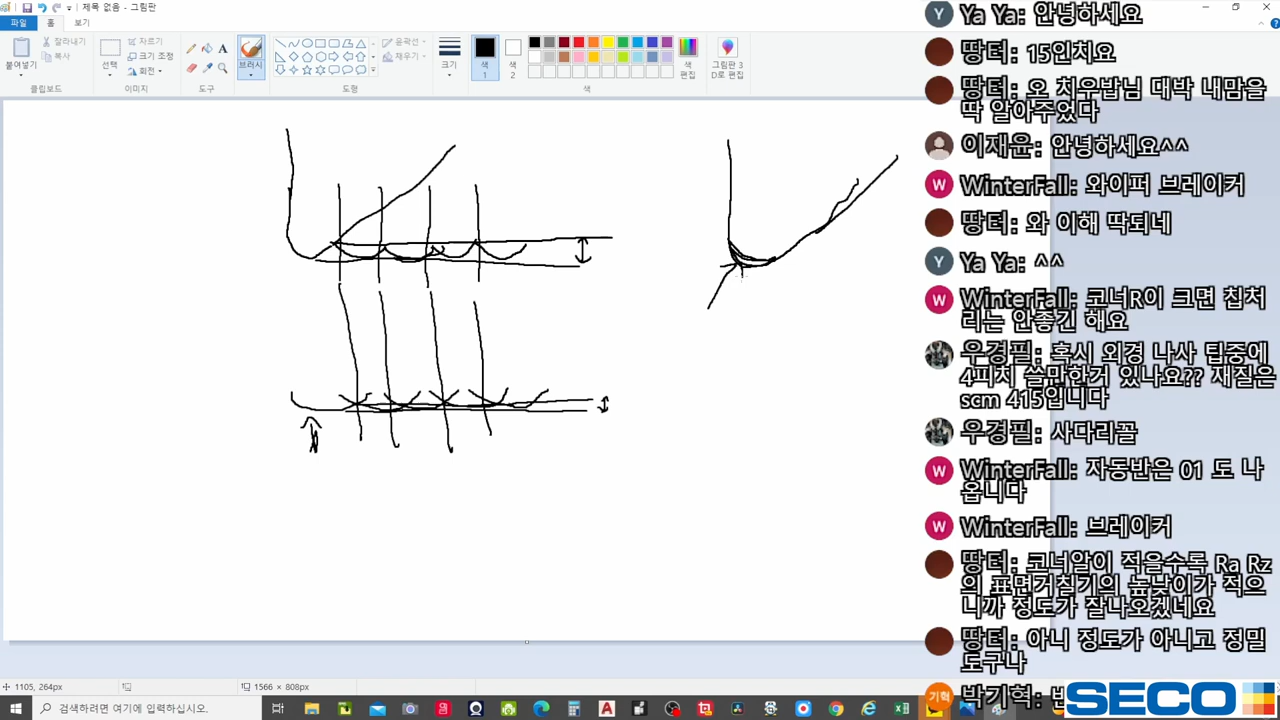 제목 없음 - 그림판
파일
홈
보기
붙여넣기
잘라내기
복사
클립보드
선택
자르기
크기 조정
회전
이미지
A
도구
브러시
윤곽선
채우기
도형
크기
색 1
색 2
색 편집
그림판 3D로 편집
색
Ya Ya: 안녕하세요
땅터: 15인치요
땅터: 오 처우밥님 대박 내맘을
딱 알아주었다
이재윤: 안녕하세요^^
WinterFall: 와이퍼 브레이커
땅터: 와 이해 딱되네
Ya Ya: ^^
WinterFall: 코너R이 크면 칩처
리는 안좋긴 해요
우경필: 혹시 외경 나사 팁중에
4피치 쓸만한거 있나요?? 재질은
scm 415입니다
우경필: 사다리꼴
WinterFall: 자동반은 01 도 나
옵니다
WinterFall: 브레이커
땅터: 코너알이 적을수록 Ra Rz
의 표면거칠기의 높낮이가 적으
니까 정도가 잘나오겠네요
땅터: 아니 정도가 아니고 정밀
도구나
기혁
박기혁:
SECO
1105, 264px
1566 × 808px
검색하려면 여기에 입력하십시오.